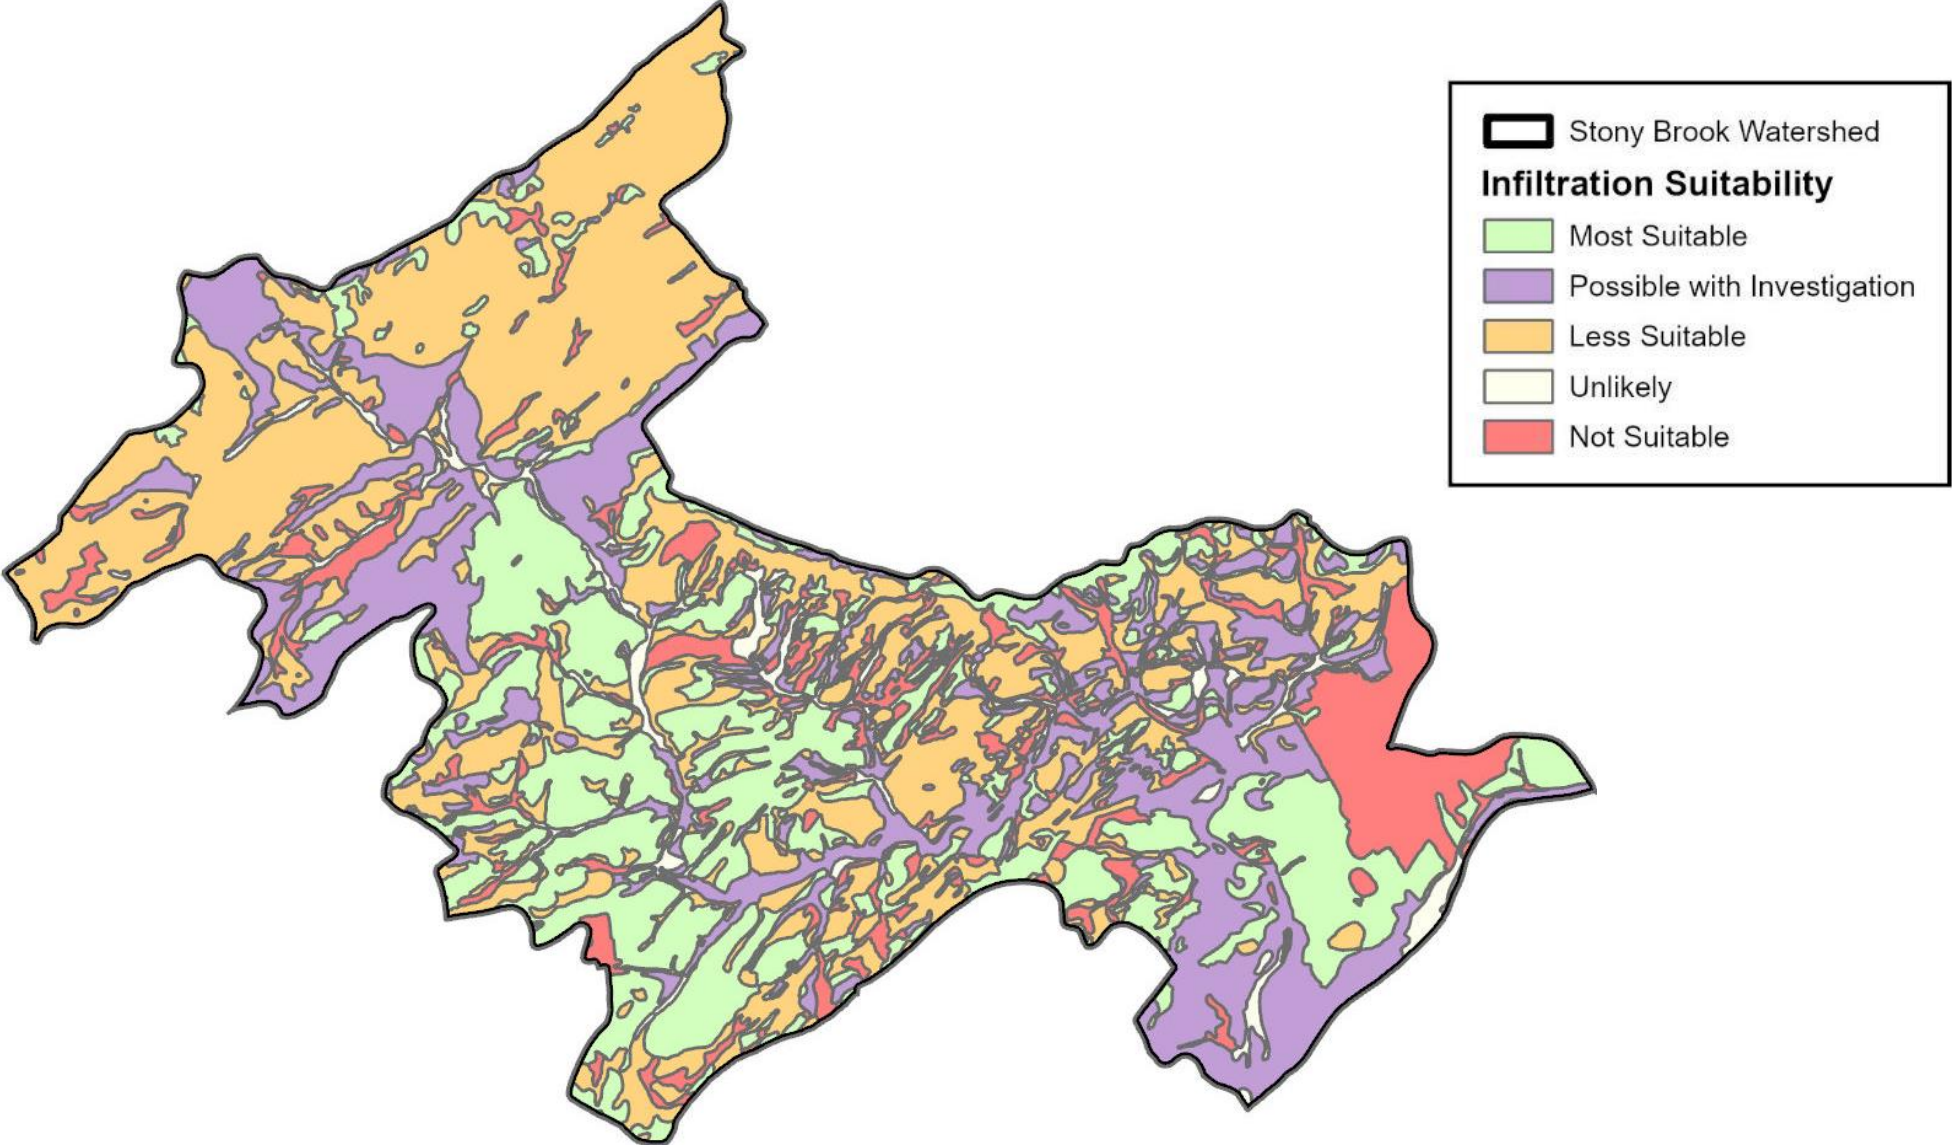 Stony Brook Watershed
Infiltration Suitability
Most Suitable
Possible with Investigation
Less Suitable
Unlikely
Not Suitable